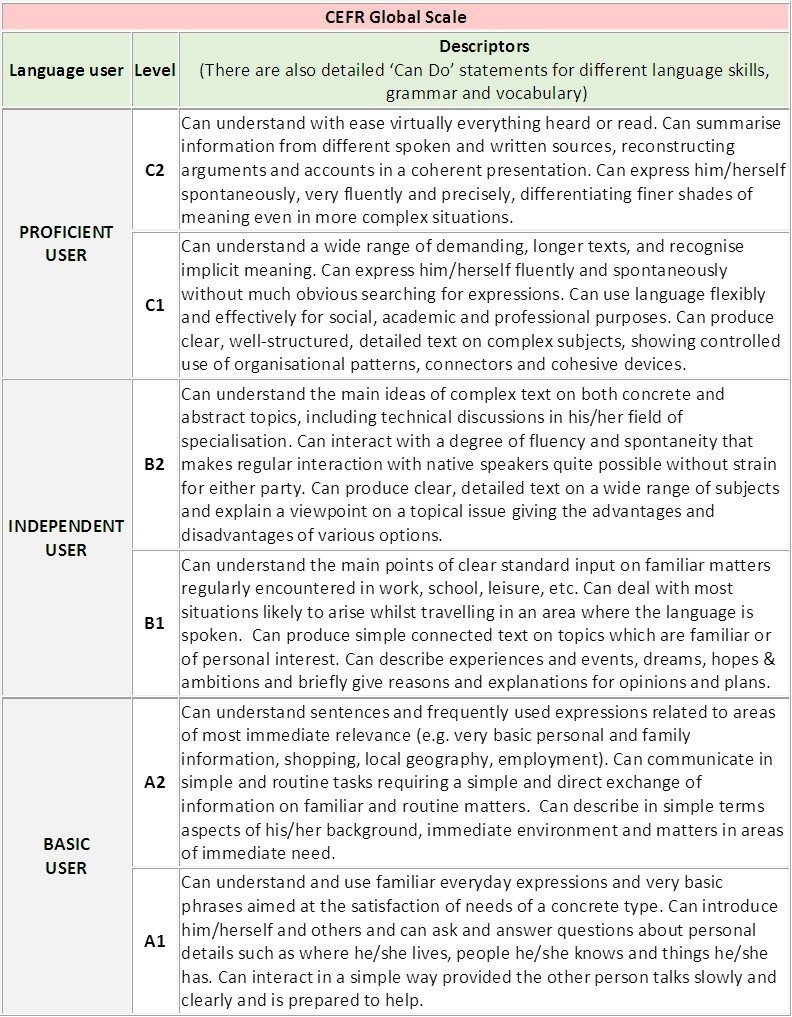 CEFR Global Scale
Language user
Level
Descriptors
(There are also detailed ‘Can Do’ statements for different language skills,
grammar and vocabulary)
PROFICIENT
USER
C2
Can understand with ease virtually everything heard or read. Can summarise
information from different spoken and written sources, reconstructing
arguments and accounts in a coherent presentation. Can express him/herself
spontaneously, very fluently and precisely, differentiating finer shades of
meaning even in more complex situations.
C1
Can understand a wide range of demanding, longer texts, and recognise
implicit meaning. Can express him/herself fluently and spontaneously
without much obvious searching for expressions. Can use language flexibly
and effectively for social, academic and professional purposes. Can produce
clear, well-structured, detailed text on complex subjects, showing controlled
use of organisational patterns, connectors and cohesive devices.
INDEPENDENT
USER
B2
Can understand the main ideas of complex text on both concrete and
abstract topics, including technical discussions in his/her field of
specialisation. Can interact with a degree of fluency and spontaneity that
makes regular interaction with native speakers quite possible without strain
for either party. Can produce clear, detailed text on a wide range of subjects
and explain a viewpoint on a topical issue giving the advantages and
disadvantages of various options.
B1
Can understand the main points of clear standard input on familiar matters
regularly encountered in work, school, leisure, etc. Can deal with most
situations likely to arise whilst travelling in an area where the language is
spoken.  Can produce simple connected text on topics which are familiar or
of personal interest. Can describe experiences and events, dreams, hopes &
ambitions and briefly give reasons and explanations for opinions and plans.
BASIC
USER
A2
Can understand sentences and frequently used expressions related to areas
of most immediate relevance (e.g. very basic personal and family
information, shopping, local geography, employment). Can communicate in
simple and routine tasks requiring a simple and direct exchange of
information on familiar and routine matters.  Can describe in simple terms
aspects of his/her background, immediate environment and matters in areas
of immediate need.
A1
Can understand and use familiar everyday expressions and very basic
phrases aimed at the satisfaction of needs of a concrete type. Can introduce
him/herself and others and can ask and answer questions about personal
details such as where he/she lives, people he/she knows and things he/she
has. Can interact in a simple way provided the other person talks slowly and
clearly and is prepared to help.